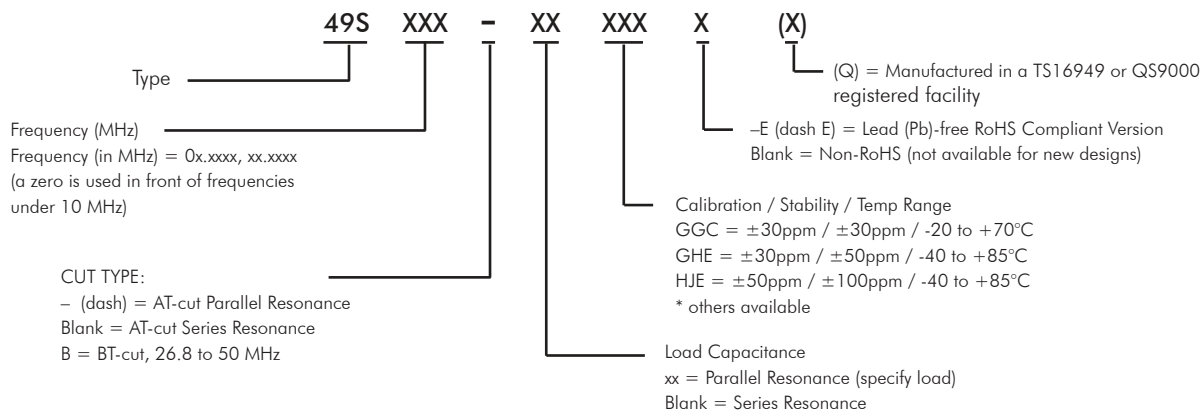 49S XXX – XX XXX X (X)
Type
(Q) = Manufactured in a TS16949 or QS9000
registered facility
Frequency (MHz)
Frequency (in MHz) = 0x.xxxx, xx.xxxx
(a zero is used in front of frequencies
under 10 MHz)
–E (dash E) = Lead (Pb)-free RoHS Compliant Version
Blank = Non-RoHS (not available for new designs)
Calibration / Stability / Temp Range
GGC = ±30ppm / ±30ppm / -20 to +70°C
GHE = ±30ppm / ±50ppm / -40 to +85°C
HJE = ±50ppm / ±100ppm / -40 to +85°C
* others available
CUT TYPE:
– (dash) = AT-cut Parallel Resonance
Blank = AT-cut Series Resonance
B = BT-cut, 26.8 to 50 MHz
Load Capacitance
xx = Parallel Resonance (specify load)
Blank = Series Resonance